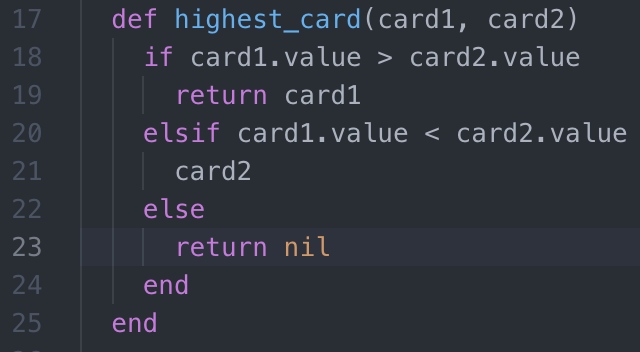 17 def highest_card(card1, card2)
18 if card1.value > card2.value
19 return card1
20 elsif card1.value < card2.value
21 card2
22 else
23 return nil
24 end
25 end